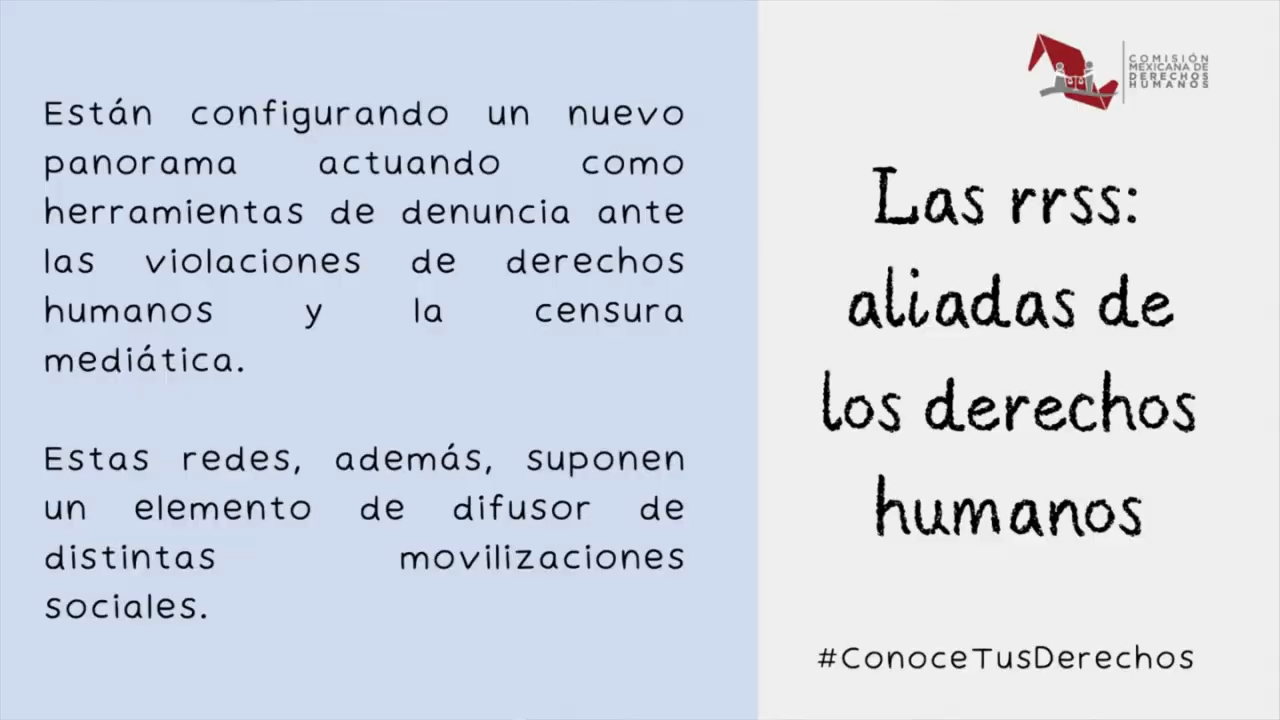 Están configurando un nuevo
panorama actuando como
herramientas de denuncia ante
las violaciones de derechos
humanos y la censura
mediática.
Estas redes, además, suponen
un elemento de difusor de
distintas movilizaciones
sociales.
COMISIÓN
MEXICANA DE
DERECHOS
HUMANOS
Las rrss:
aliadas de
los derechos
humanos
#ConoceTusDerechos